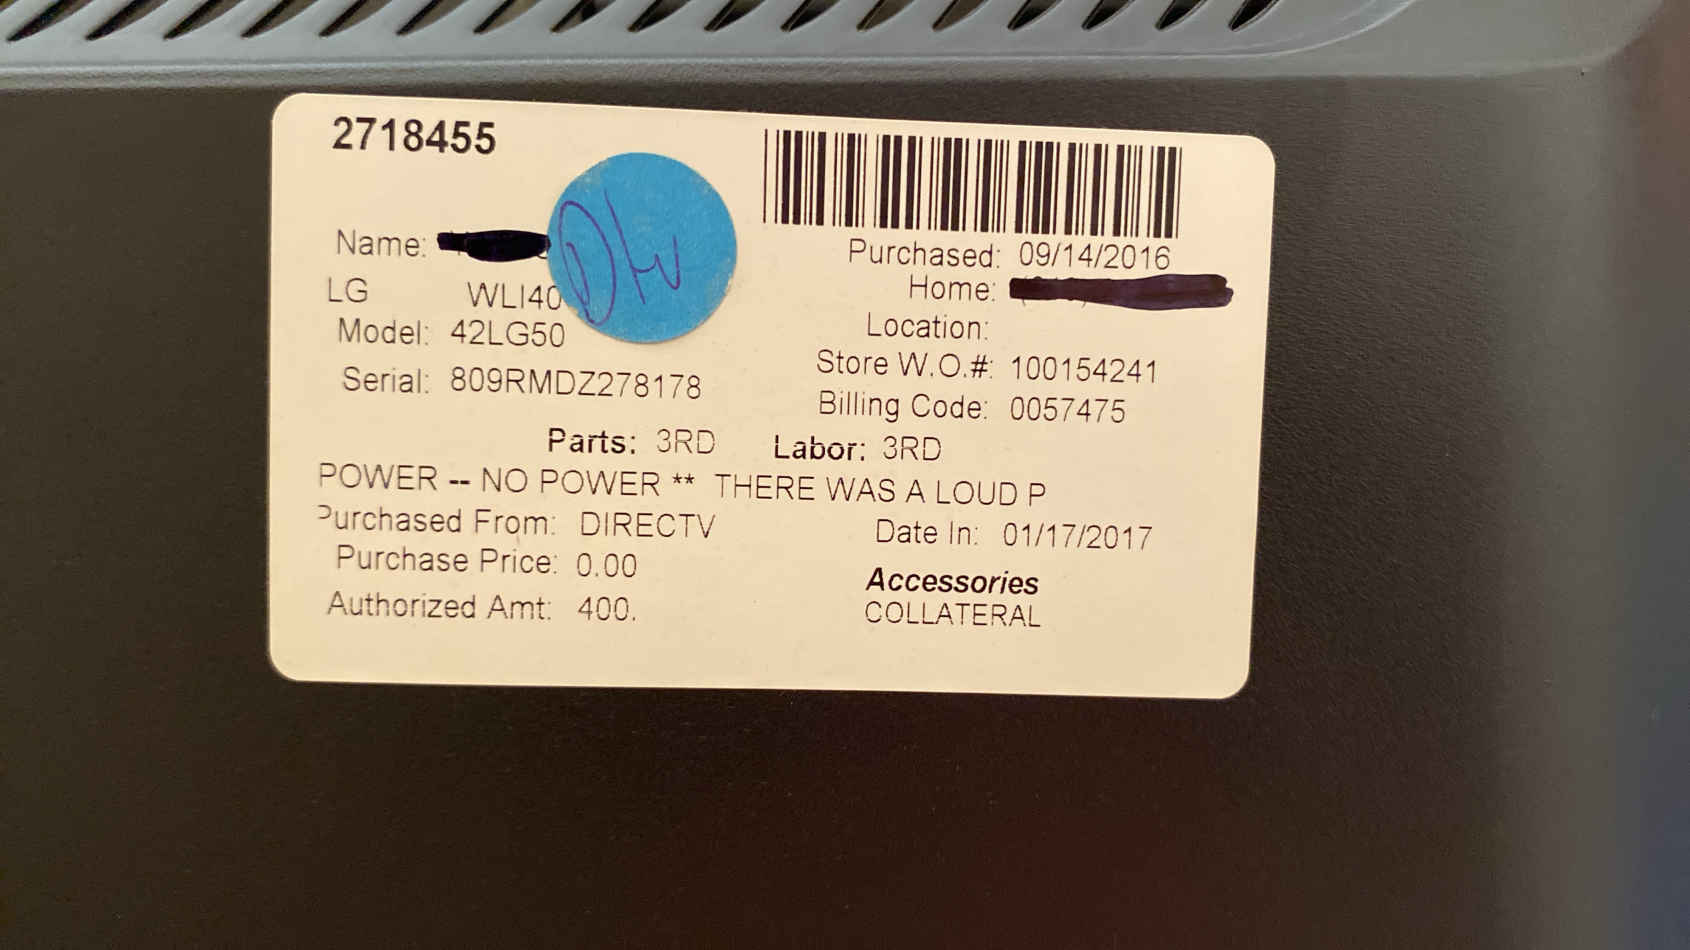 2718455
Name:
Purchased: 09/14/2016
Home:
LG WLI40
Location:
Model: 42LG50
Store W.O.#: 100154241
Serial: 809RMDZ278178
Billing Code: 0057475
Parts: 3RD Labor: 3RD
POWER -- NO POWER ** THERE WAS A LOUD P
Purchased From: DIRECTV
Date In: 01/17/2017
Purchase Price: 0.00
Accessories
Authorized Amt: 400.
COLLATERAL
Dtv